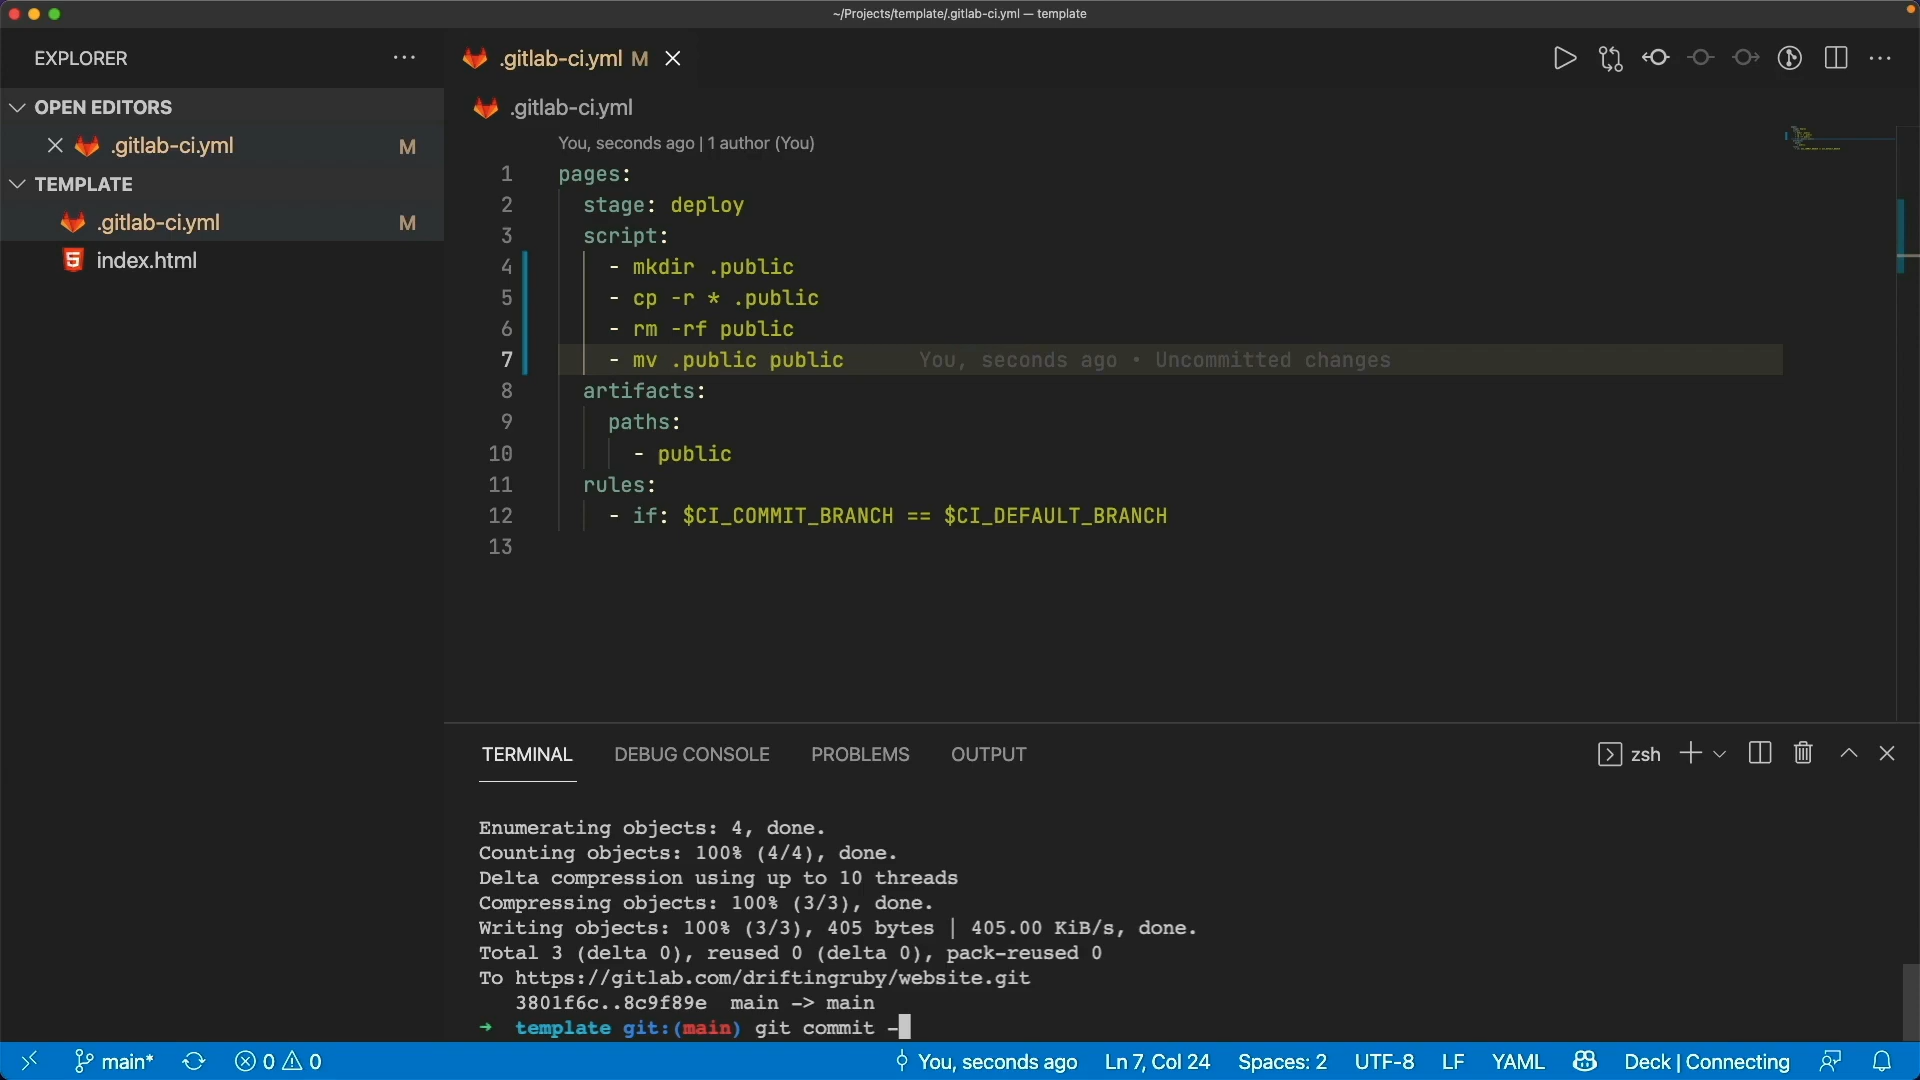 ~/Projects/template/.gitlab-ci.yml — template
EXPLORER
OPEN EDITORS
.gitlab-ci.yml M
TEMPLATE
.gitlab-ci.yml M
index.html
.gitlab-ci.yml M
.gitlab-ci.yml
You, seconds ago | 1 author (You)
1 pages:
2 stage: deploy
3 script:
4 - mkdir .public
5 - cp -r * .public
6 - rm -rf public
7 - mv .public public You, seconds ago • Uncommitted changes
8 artifacts:
9 paths:
10 - public
11 rules:
12 - if: $CI_COMMIT_BRANCH == $CI_DEFAULT_BRANCH
13
TERMINAL DEBUG CONSOLE PROBLEMS OUTPUT
zsh
Enumerating objects: 4, done.
Counting objects: 100% (4/4), done.
Delta compression using up to 10 threads
Compressing objects: 100% (3/3), done.
Writing objects: 100% (3/3), 405 bytes | 405.00 KiB/s, done.
Total 3 (delta 0), reused 0 (delta 0), pack-reused 0
To https://gitlab.com/driftingruby/website.git
3801f6c..8c9f89e main -> main
➜ template git:(main) git commit -
main* 0 0 You, seconds ago Ln 7, Col 24 Spaces: 2 UTF-8 LF YAML Deck | Connecting